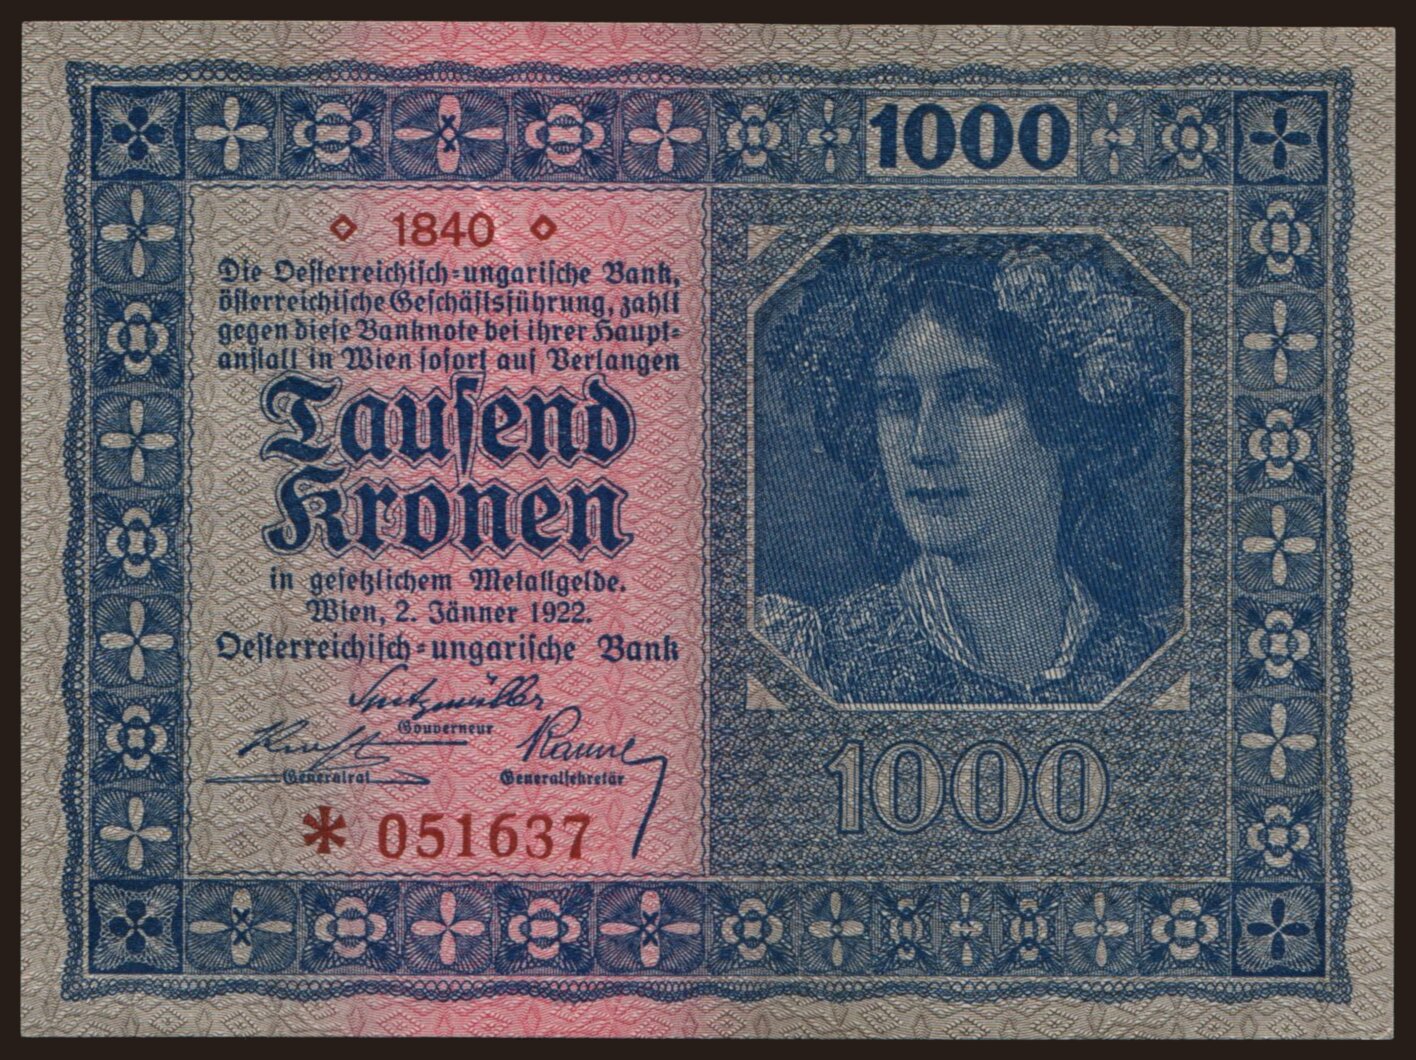 1000
◇ 1840 ◇
Die Oesterreichisch-ungarische Bank,
österreichische Geschäftsführung, zahlt
gegen diese Banknote bei ihrer Haupt-
anstalt in Wien sofort auf Verlangen
Tausend
Kronen
in gesetzlichem Metallgelde.
Wien, 2. Jänner 1922.
Oesterreichisch-ungarische Bank
Spitzmüller
Gouverneur
Generalrat
Generalsekretär
* 051637
1000